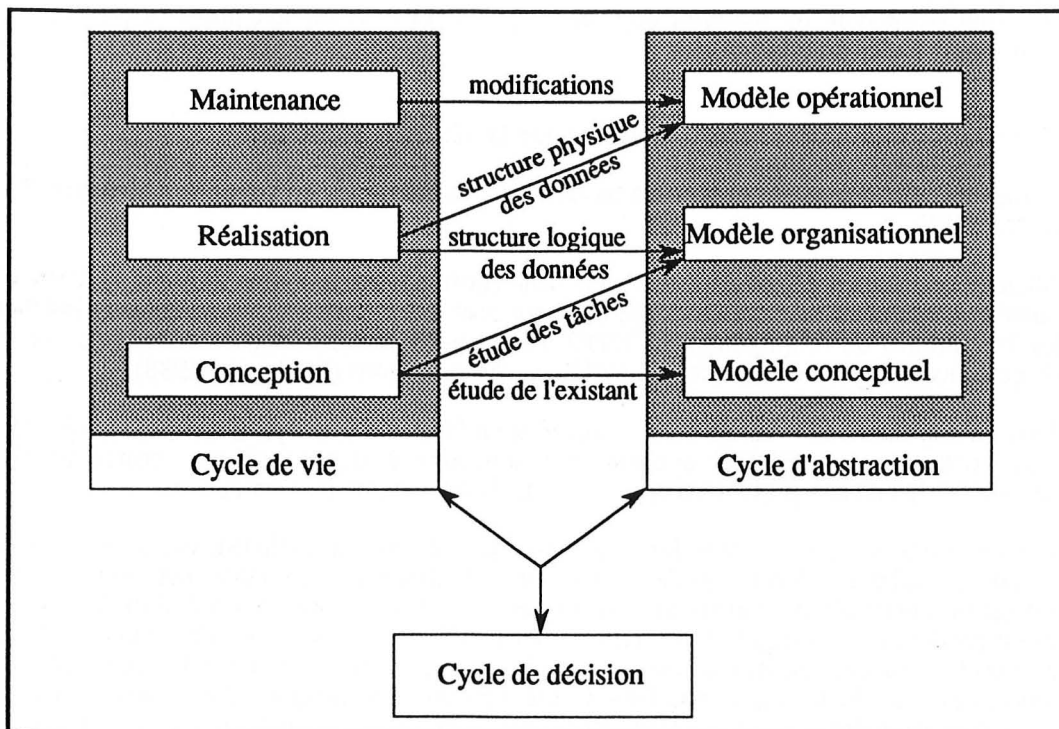 Maintenance
modifications
Modèle opérationnel
structure physique
des données
Réalisation
structure logique
des données
Modèle organisationnel
étude des tâches
Conception
étude de l'existant
Modèle conceptuel
Cycle de vie
Cycle d'abstraction
Cycle de décision